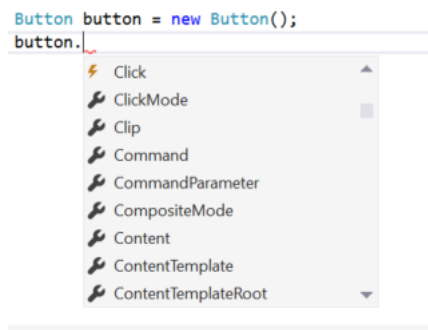 Button button = new Button();
button.
Click
ClickMode
Clip
Command
CommandParameter
CompositeMode
Content
ContentTemplate
ContentTemplateRoot